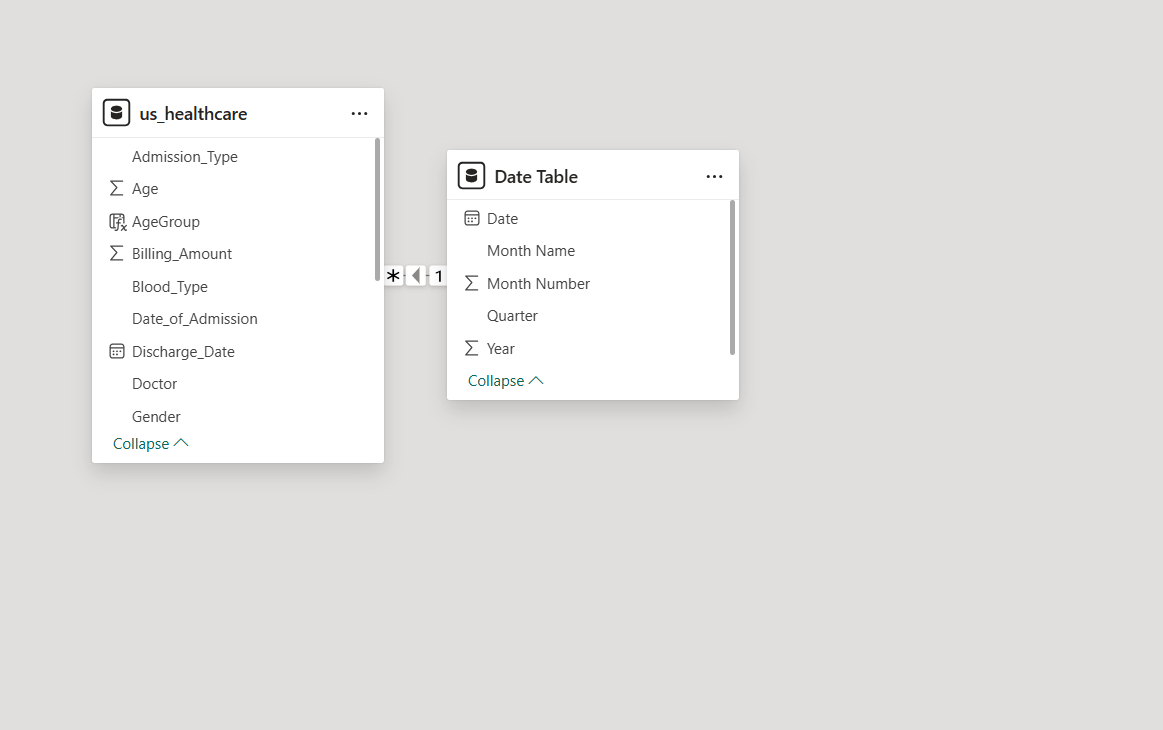 us_healthcare
Admission_Type
Age
AgeGroup
Billing_Amount
Blood_Type
Date_of_Admission
Discharge_Date
Doctor
Gender
Collapse
* 1
Date Table
Date
Month Name
Month Number
Quarter
Year
Collapse